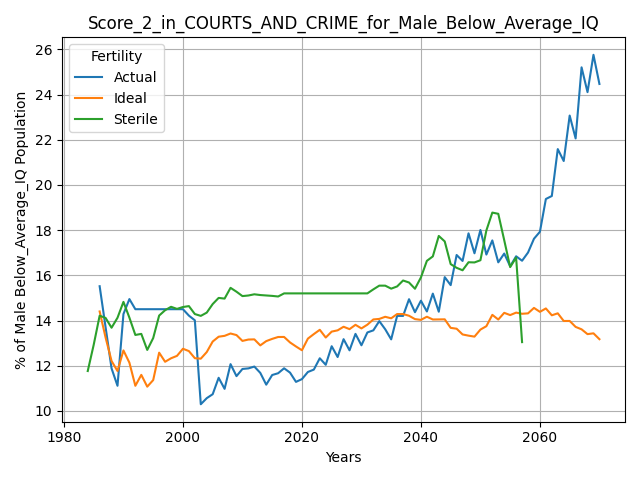 Score_2_in_COURTS_AND_CRIME_for_Male_Below_Average_IQ
Fertility
Actual
Ideal
Sterile
% of Male Below_Average_IQ Population
26
24
22
20
18
16
14
12
10
1980
2000
2020
2040
2060
Years